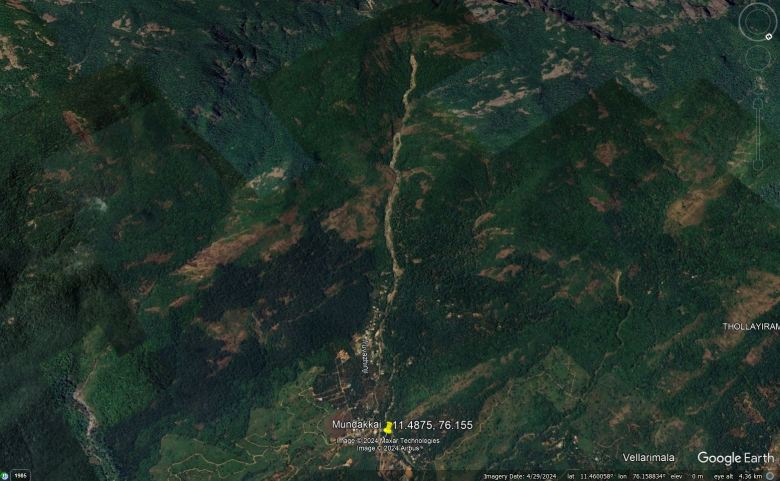 THOLLAYIRAM
Mundakkai 11.4875, 76.155
Image © 2024 Maxar Technologies
Image © 2024 Airbus
Vellarimala
Google Earth
1985
Imagery Date: 4/29/2024 lat 11.460058° lon 76.158834° elev 0 m eye alt 4.36 km